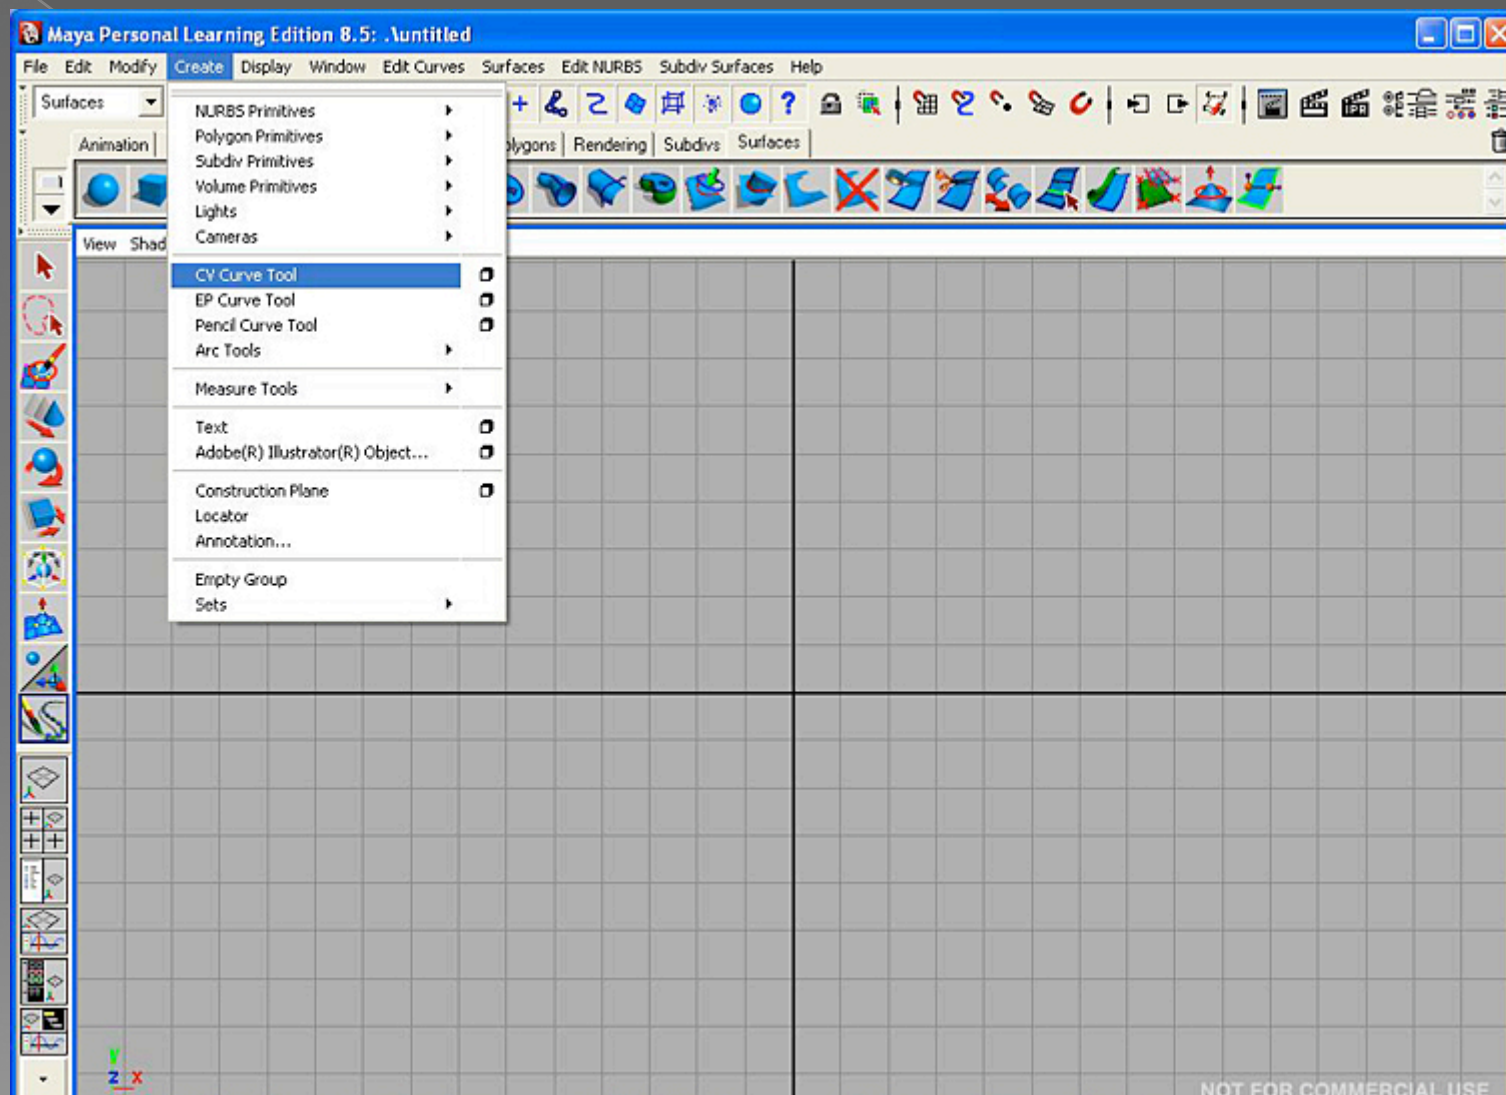 Maya Personal Learning Edition 8.5: .\untitled
File Edit Modify Create Display Window Edit Curves Surfaces Edit NURBS Subdiv Surfaces Help
Surfaces
Animation
Rendering Subdivs Surfaces
View
NURBS Primitives
Polygon Primitives
Subdiv Primitives
Volume Primitives
Lights
Cameras
CV Curve Tool
EP Curve Tool
Pencil Curve Tool
Arc Tools
Measure Tools
Text
Adobe(R) Illustrator(R) Object...
Construction Plane
Locator
Annotation...
Empty Group
Sets
y
z x
NOT FOR COMMERCIAL USE